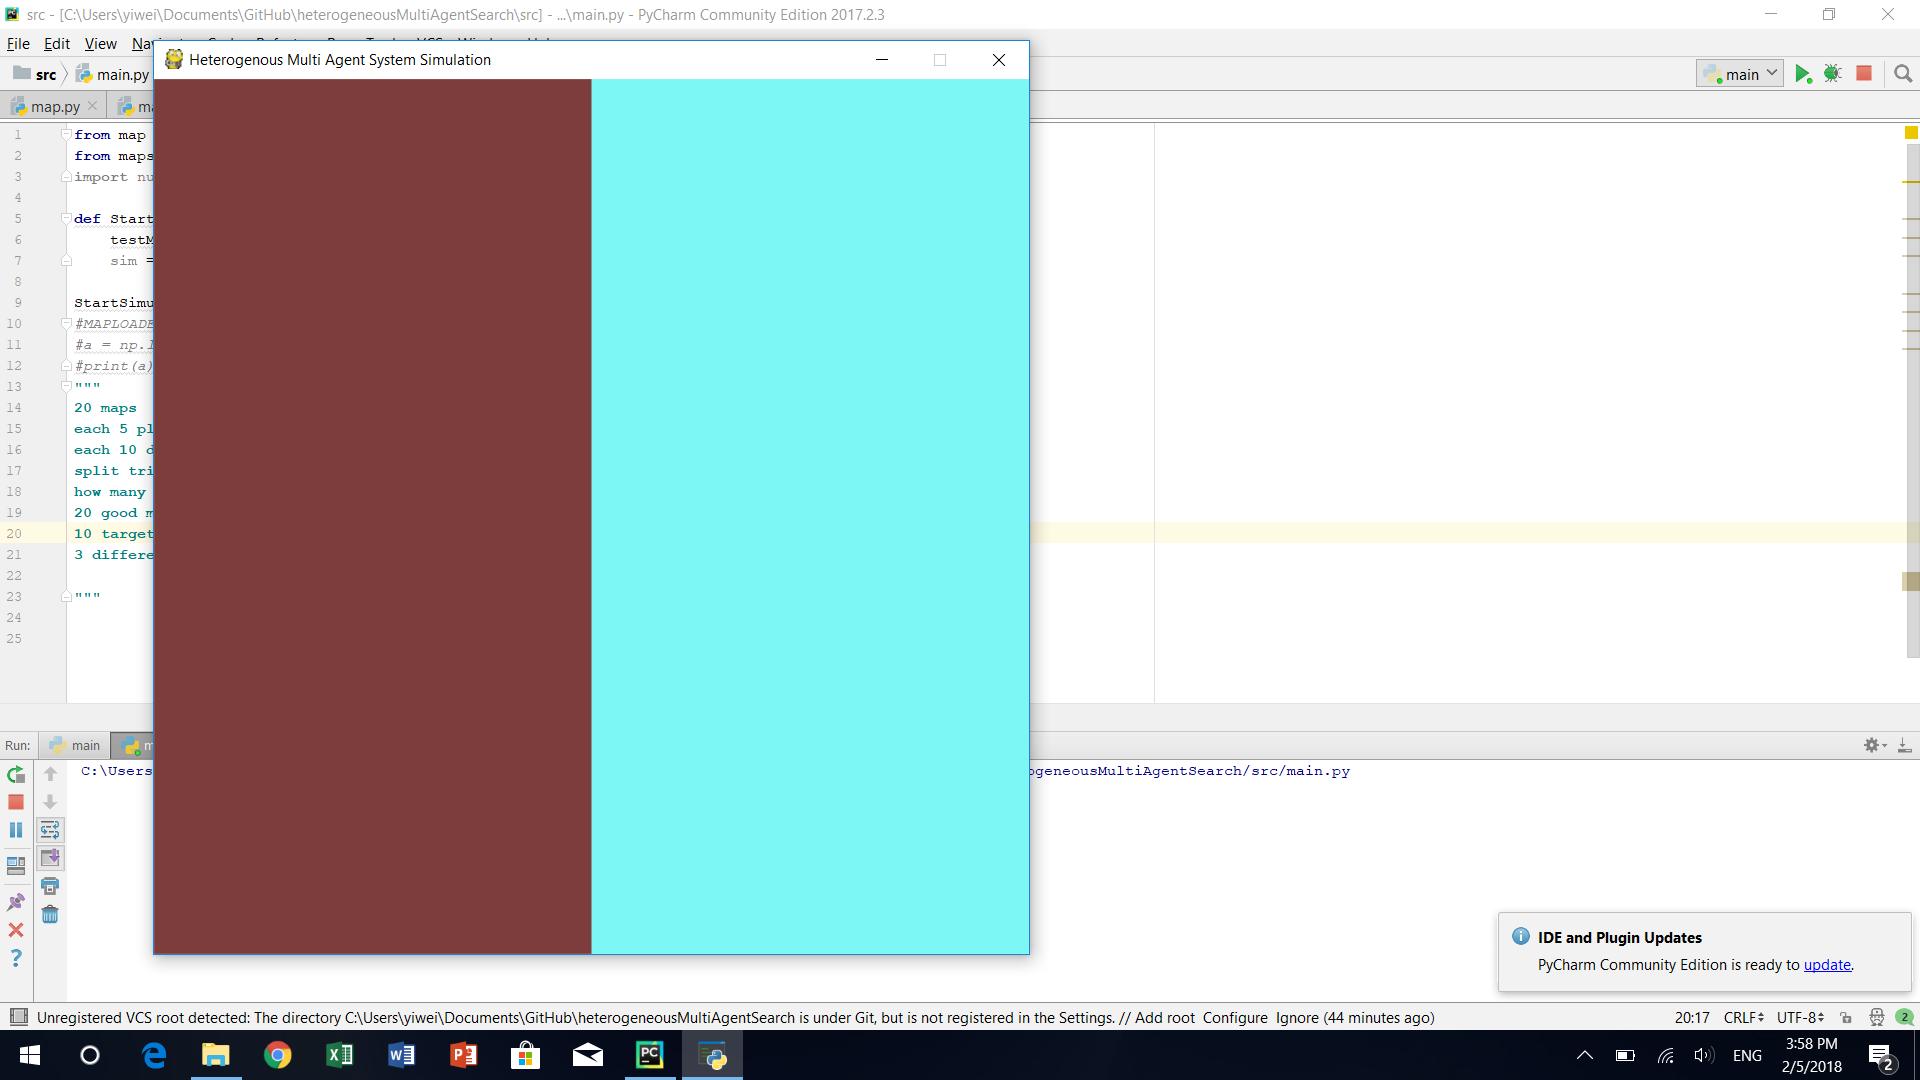 src - [C:\Users\yiwei\Documents\GitHub\heterogeneousMultiAgentSearch\src] - ...\main.py - PyCharm Community Edition 2017.2.3
File Edit View
Heterogenous Multi Agent System Simulation
src main.py
main
map.py
1 from map
2 from maps
3 import nu
4
5 def Start
6 testM
7 sim =
8
9 StartSimu
10 #MAPLOADE
11 #a = np.l
12 #print(a)
13 """
14 20 maps
15 each 5 pl
16 each 10 d
17 split tri
18 how many
19 20 good m
20 10 target
21 3 differe
22
23 """
24
25
Run: main m
C:\Users ogeneousMultiAgentSearch/src/main.py
IDE and Plugin Updates
PyCharm Community Edition is ready to update.
Unregistered VCS root detected: The directory C:\Users\yiwei\Documents\GitHub\heterogeneousMultiAgentSearch is under Git, but is not registered in the Settings. // Add root Configure Ignore (44 minutes ago)
20:17 CRLF UTF-8 2
ENG
3:58 PM
2/5/2018
2